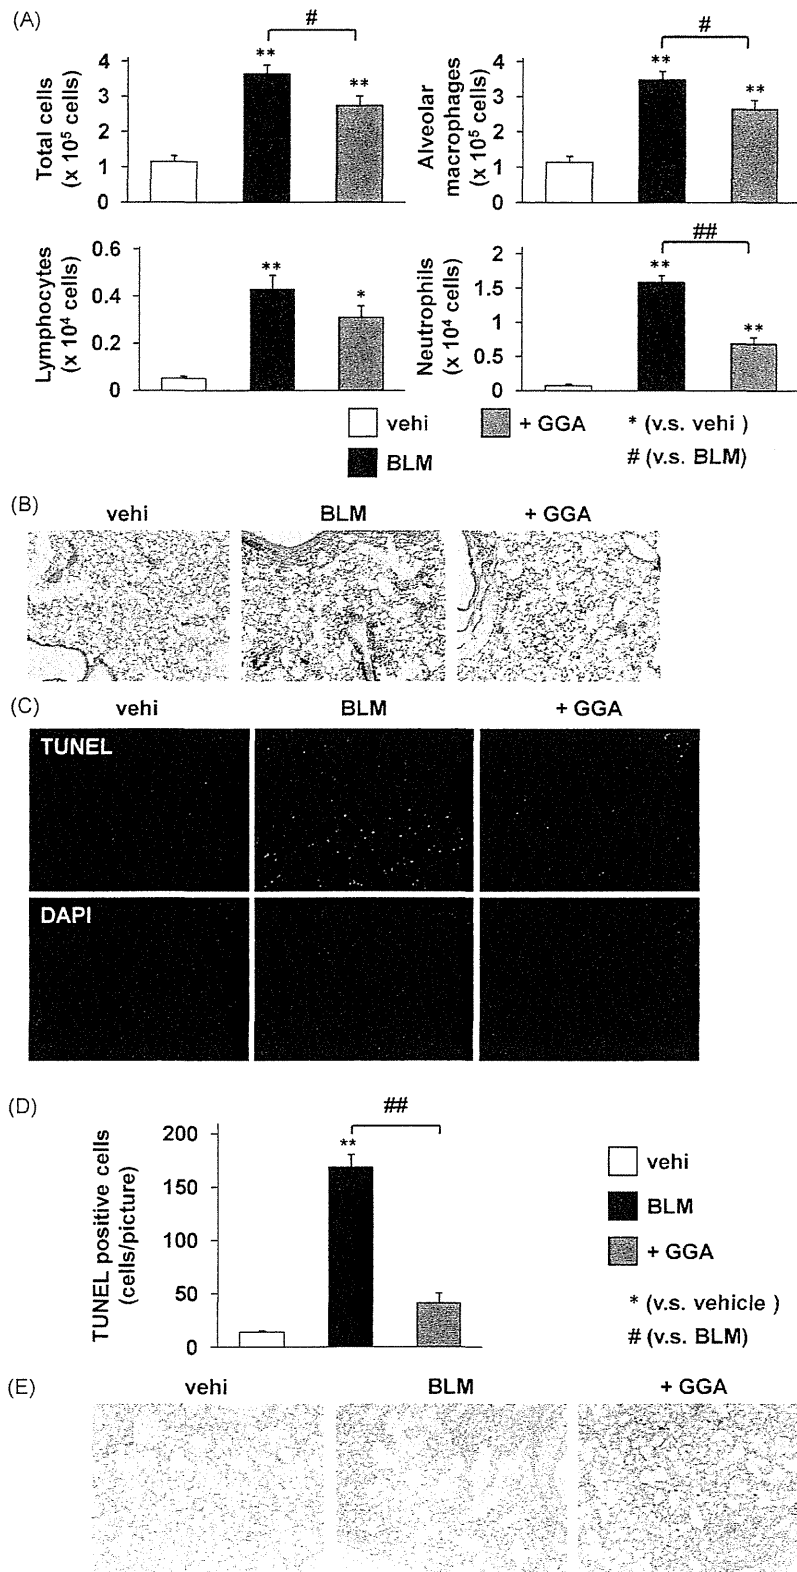 (A)
#
#
Total cells
(x 10⁵ cells)
4
3
2
1
0
**
**
Alveolar
macrophages
(x 10⁵ cells)
4
3
2
1
0
**
**
##
Lymphocytes
(x 10⁴ cells)
0.6
0.4
0.2
0
**
*
Neutrophils
(x 10⁴ cells)
2
1.5
1
0.5
0
**
**
vehi
+ GGA
* (v.s. vehi )
BLM
# (v.s. BLM)
(B)
vehi BLM + GGA
(C)
vehi BLM + GGA
TUNEL
DAPI
(D)
##
TUNEL positive cells
(cells/picture)
200
150
100
50
0
**
vehi
BLM
+ GGA
* (v.s. vehicle )
# (v.s. BLM)
(E)
vehi BLM + GGA